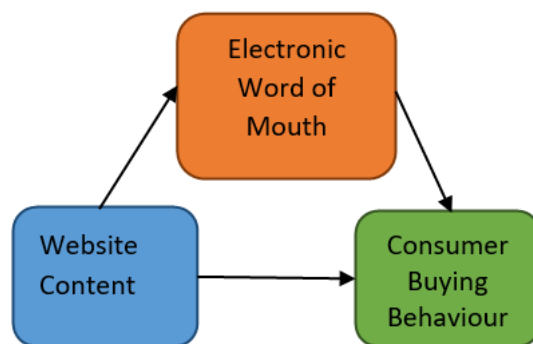 Electronic
Word of
Mouth
Website
Content
Consumer
Buying
Behaviour